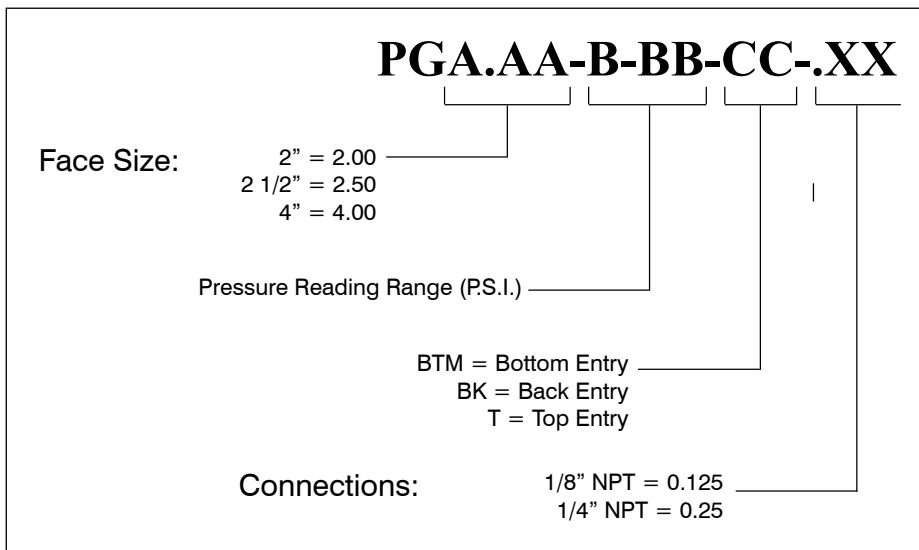 PGA.AA-B-BB-CC-.XX
Face Size:
2” = 2.00
2 1/2” = 2.50
4” = 4.00
Pressure Reading Range (P.S.I.)
BTM = Bottom Entry
BK = Back Entry
T = Top Entry
Connections:
1/8” NPT = 0.125
1/4” NPT = 0.25